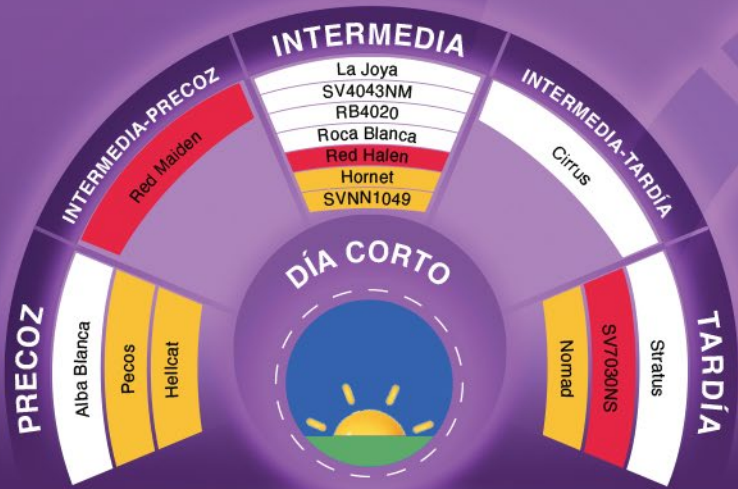 PRECOZ
Alba Blanca
Pecos
Hellcat
INTERMEDIA-PRECOZ
Red Maiden
INTERMEDIA
La Joya
SV4043NM
RB4020
Roca Blanca
Red Halen
Hornet
SVNN1049
INTERMEDIA-TARDÍA
Cirrus
TARDÍA
Stratus
SV7030NS
Nomad
DÍA CORTO